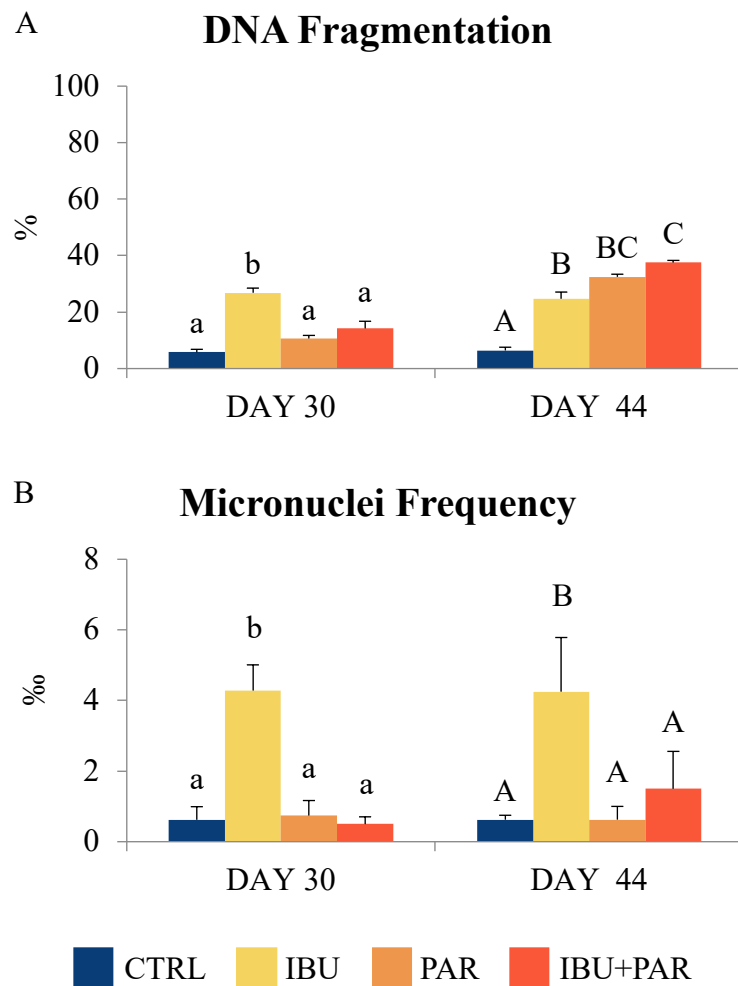 A
DNA Fragmentation
100
80
60
40
20
0
%
a
b
a
a
A
B
BC
C
DAY 30
DAY 44
B
Micronuclei Frequency
8
6
4
2
0
‰
a
b
a
a
A
B
A
A
DAY 30
DAY 44
CTRL
IBU
PAR
IBU+PAR